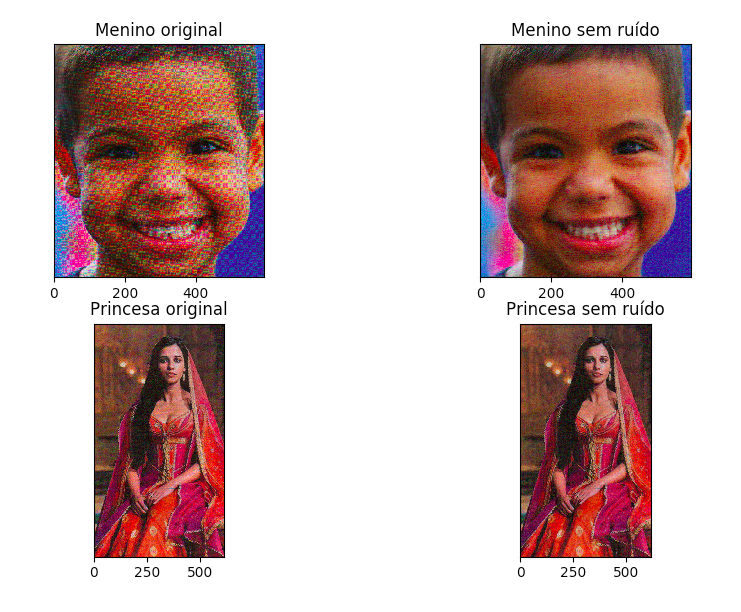 Menino original
Menino sem ruído
0 200 400
0 200 400
Princesa original
Princesa sem ruído
0 250 500
0 250 500